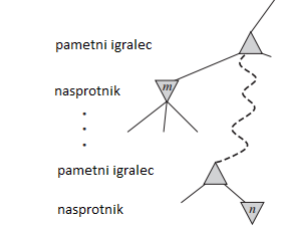 pametni igralec
nasprotnik
m
pametni igralec
nasprotnik
n